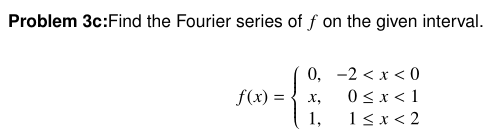 Problem 3c:Find the Fourier series of f on the given interval.
0, −2 < x < 0
f(x) = { x, 0 ≤ x < 1
1, 1 ≤ x < 2